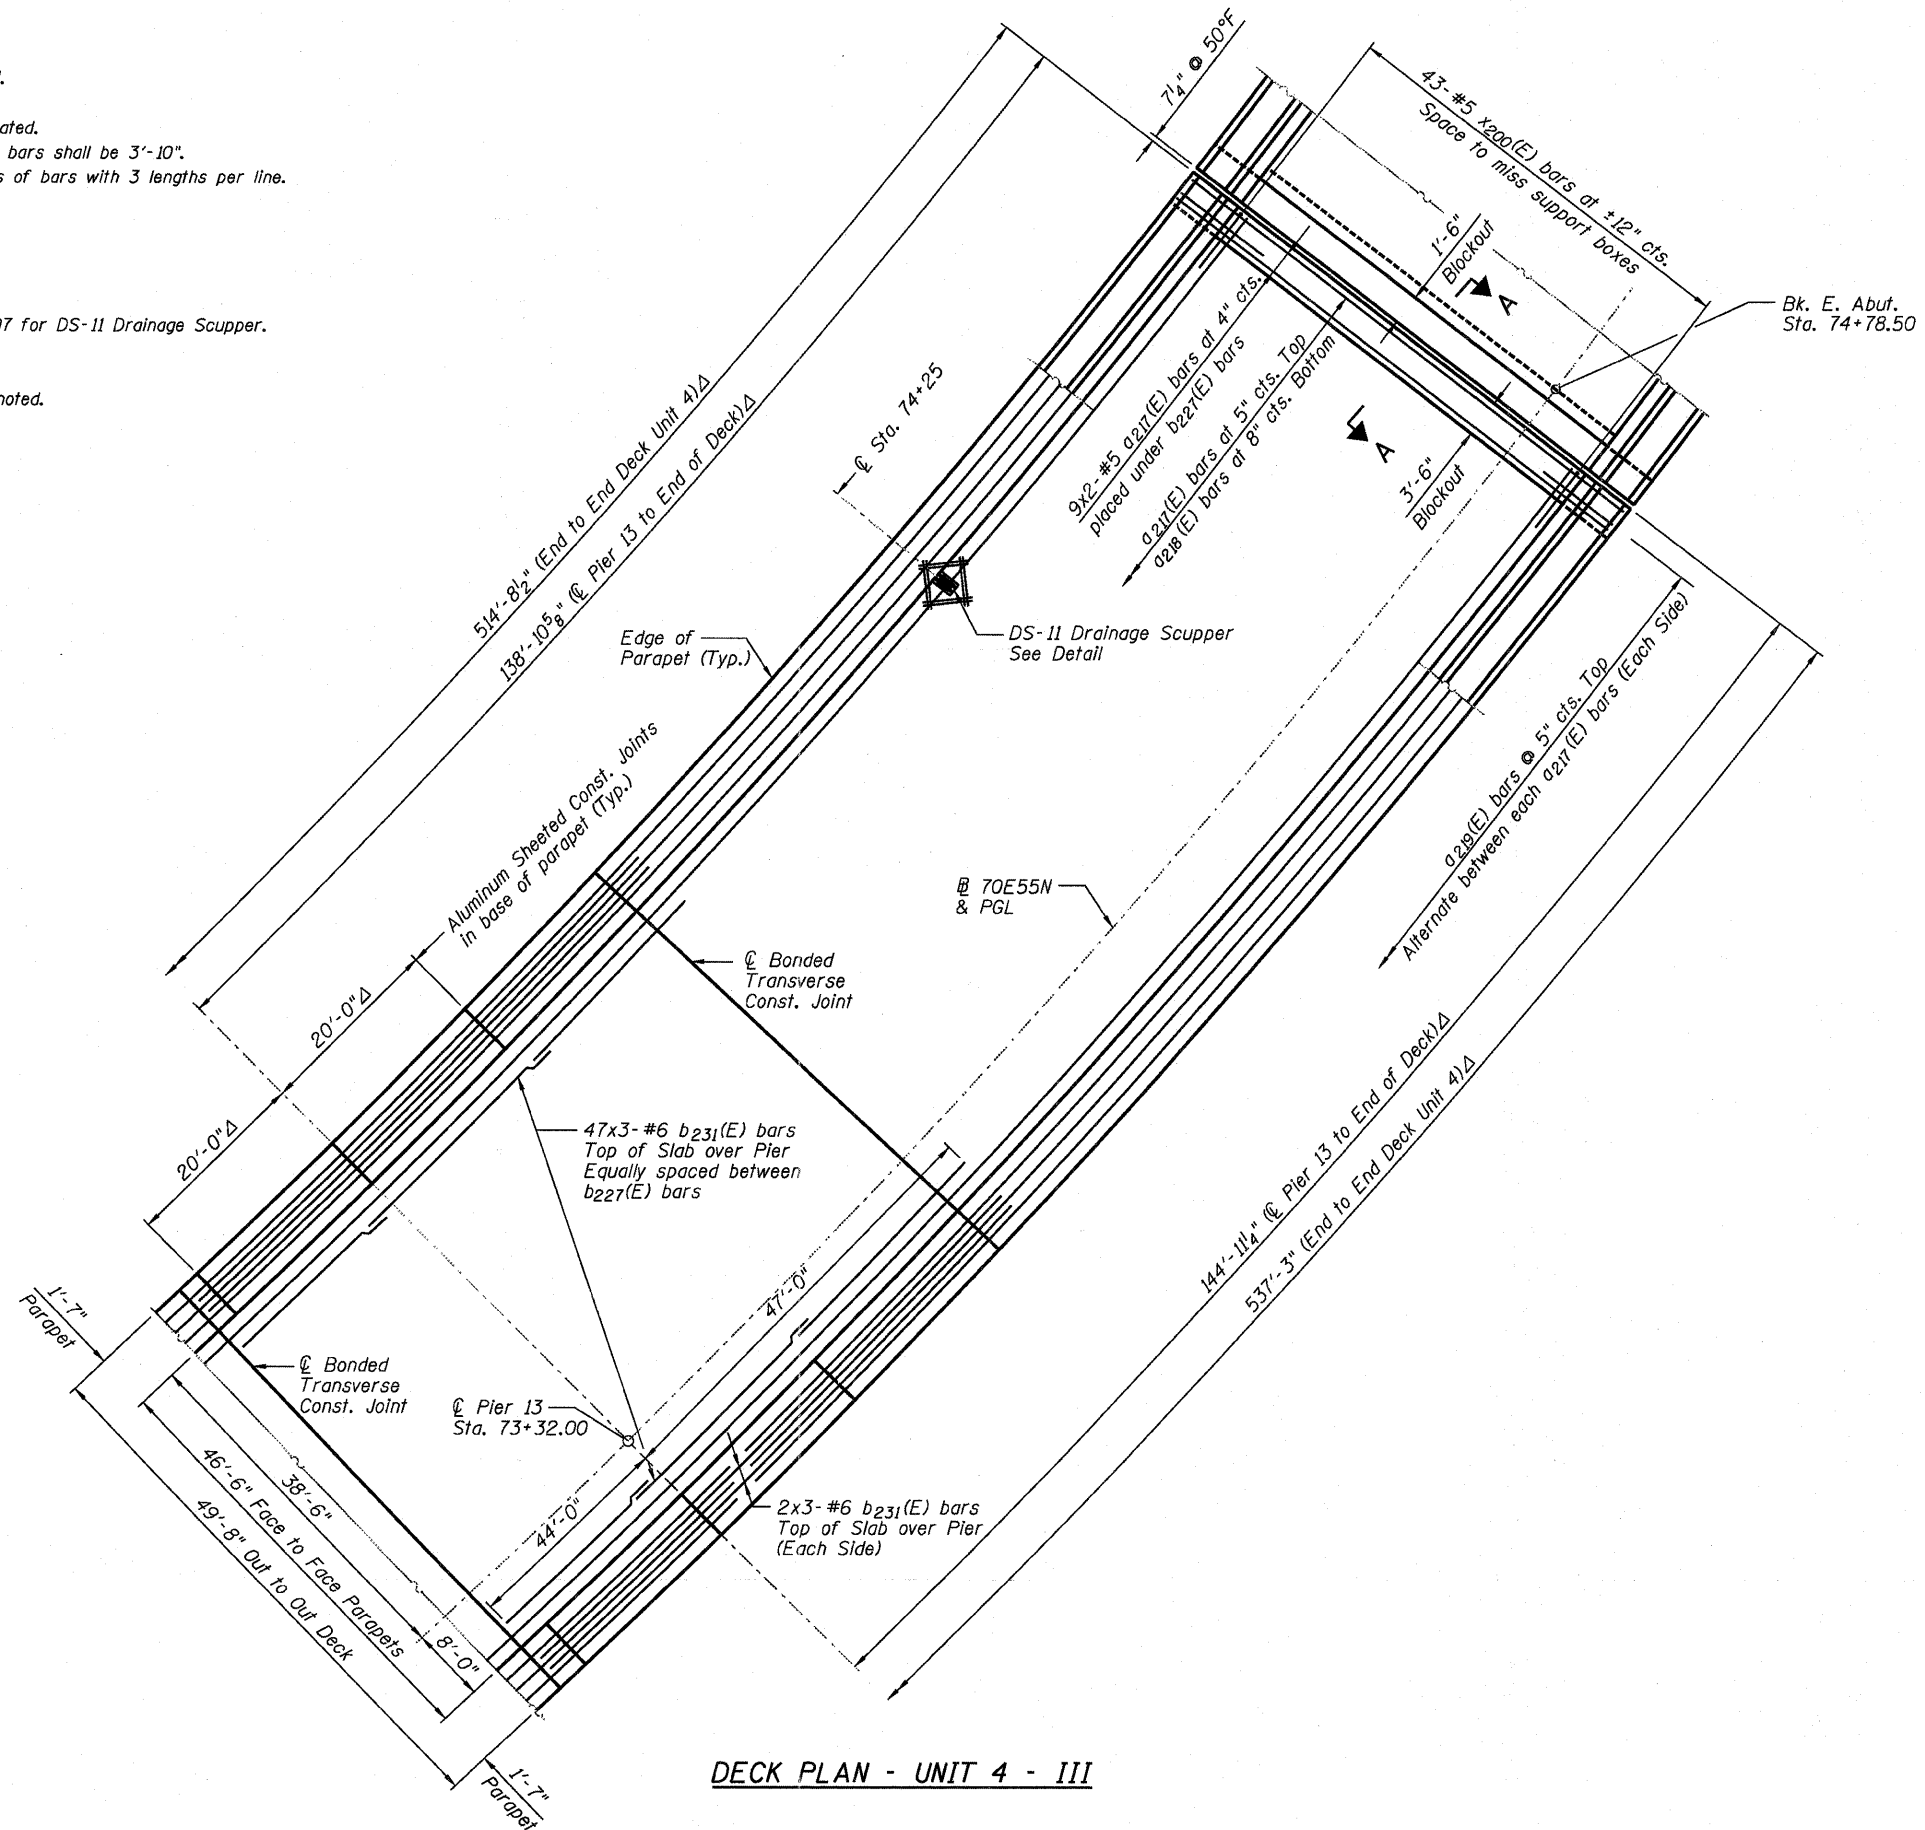 bars shall be 3'-10".
of bars with 3 lengths per line.
for DS-11 Drainage Scupper.
noted.
7¼" @ 50°F
43-#5 x200(E) bars at ±12" cts.
Space to miss support boxes
1'-6"
Blockout
A
Bk. E. Abut.
Sta. 74+78.50
514'-8½" (End to End Deck Unit 4)Δ
138'-10⅝" (℄ Pier 13 to End of Deck)Δ
℄ Sta. 74+25
9x2-#5 a217(E) bars at 4" cts.
placed under b227(E) bars
a217(E) bars at 5" cts. Top
a218(E) bars at 8" cts. Bottom
A
3'-6"
Blockout
Edge of
Parapet (Typ.)
DS-11 Drainage Scupper
See Detail
a219(E) bars @ 5" cts. Top
Alternate between each a217(E) bars (Each Side)
Aluminum Sheeted Const. Joints
in base of parapet (Typ.)
℄ Bonded
Transverse
Const. Joint
B̲L̲ 70E55N
& PGL
20'-0"Δ
20'-0"Δ
47x3-#6 b231(E) bars
Top of Slab over Pier
Equally spaced between
b227(E) bars
144'-11¼" (℄ Pier 13 to End of Deck)Δ
537'-3" (End to End Deck Unit 4)Δ
47'-0"
1'-7"
Parapet
℄ Bonded
Transverse
Const. Joint
℄ Pier 13
Sta. 73+32.00
44'-0"
2x3-#6 b231(E) bars
Top of Slab over Pier
(Each Side)
38'-6"
8'-0"
46'-6" Face to Face Parapets
49'-8" Out to Out Deck
1'-7"
Parapet
DECK PLAN - UNIT 4 - III